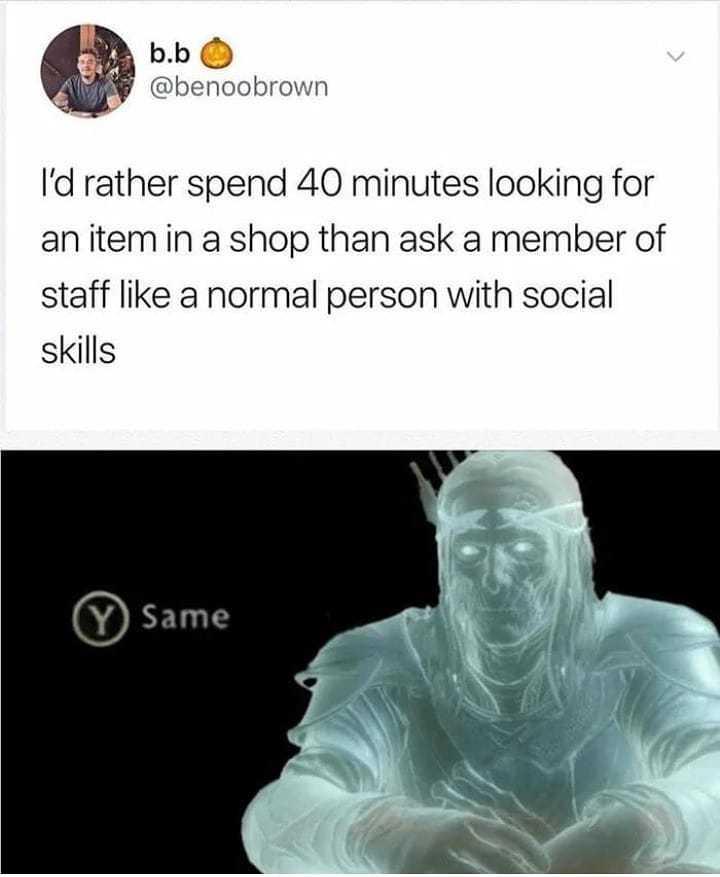 b.b 🎃
@benoobrown
I'd rather spend 40 minutes looking for
an item in a shop than ask a member of
staff like a normal person with social
skills
Y Same